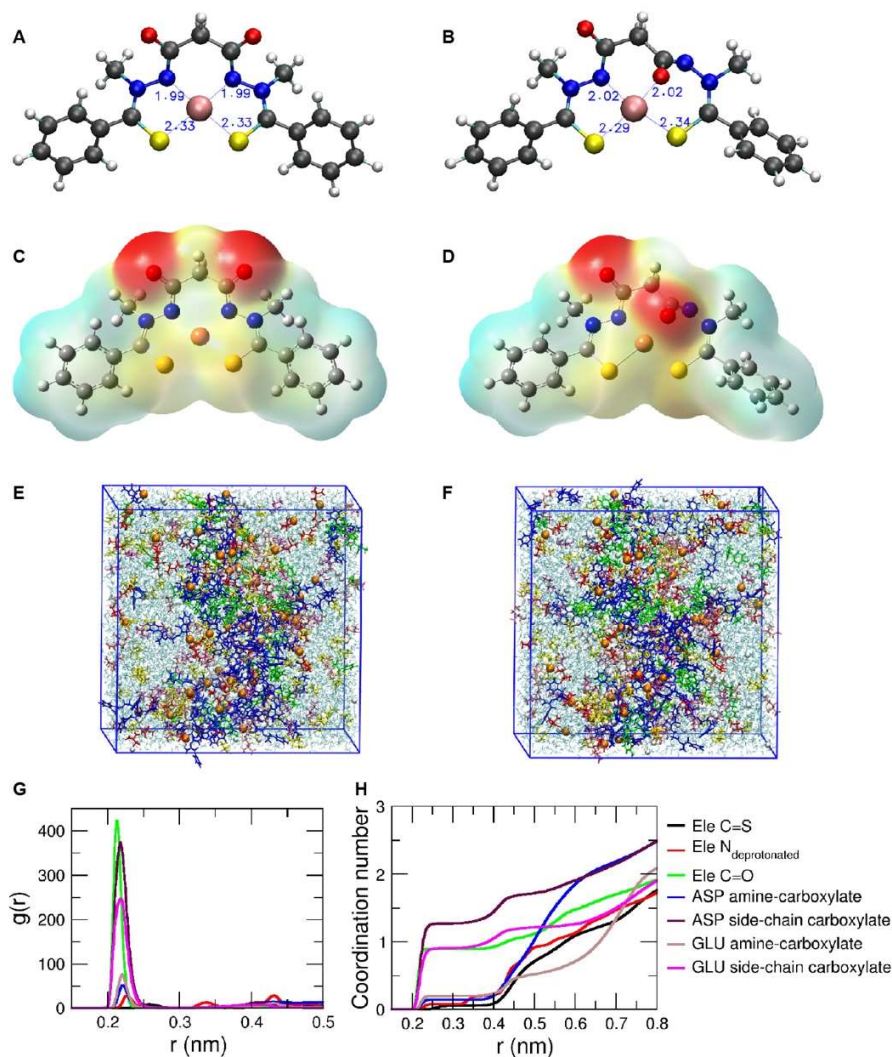 A
B
1.99
1.99
2.33
2.33
2.02
2.02
2.29
2.34
C
D
E
F
G
H
400
300
200
100
0
g(r)
0.2
0.3
0.4
0.5
r (nm)
3
2
1
0
Coordination number
0.1
0.2
0.3
0.4
0.5
0.6
0.7
0.8
r (nm)
Ele C=S
Ele N deprotonated
Ele C=O
ASP amine-carboxylate
ASP side-chain carboxylate
GLU amine-carboxylate
GLU side-chain carboxylate